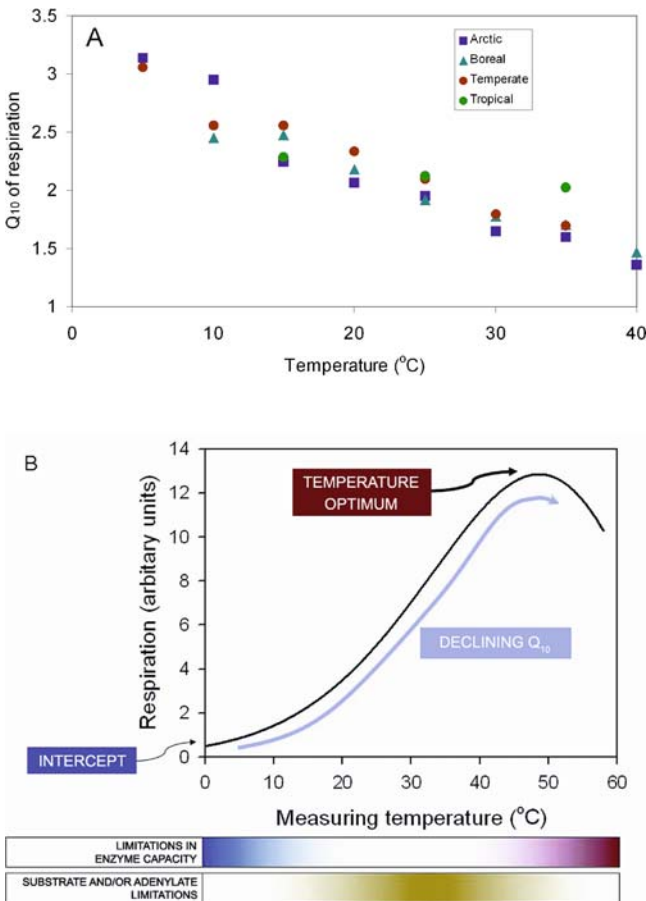 A
Arctic
Boreal
Temperate
Tropical
3.5
3
2.5
2
1.5
1
Q10 of respiration
0
10
20
30
40
Temperature (oC)
B
14
12
10
8
6
4
2
0
Respiration (arbitary units)
TEMPERATURE
OPTIMUM
DECLINING Q10
INTERCEPT
0
10
20
30
40
50
60
Measuring temperature (oC)
LIMITATIONS IN
ENZYME CAPACITY
SUBSTRATE AND/OR ADENYLATE
LIMITATIONS